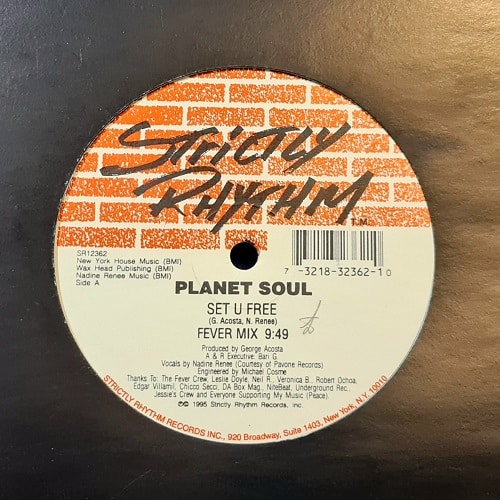 STRICTLY
RHYTHM
T.M.
SR12362
New York House Music (BMI)
Wax Head Publishing (BMI)
Nadine Renee Music (BMI)
Side A
7 -3218-32362-1 0
PLANET SOUL
SET U FREE
(G. Acosta, N. Renee)
FEVER MIX 9:49
Produced by George Acosta
A & R Executive: Bari G.
Vocals by Nadine Renee (Courtesy of Pavone Records)
Engineered by Michael Cosme
Thanks To: The Fever Crew, Leslie Doyle, Neil R., Veronica B., Robert Ochoa,
Edgar Villamil, Chicco Secci, DA Box Mag., NiteBeat, Underground Rec.,
Jessie's Crew and Everyone Supporting My Music (Peace).
℗© 1995 Strictly Rhythm Records, Inc.
STRICTLY RHYTHM RECORDS INC., 920 Broadway, Suite 1403, New York, N.Y. 10010